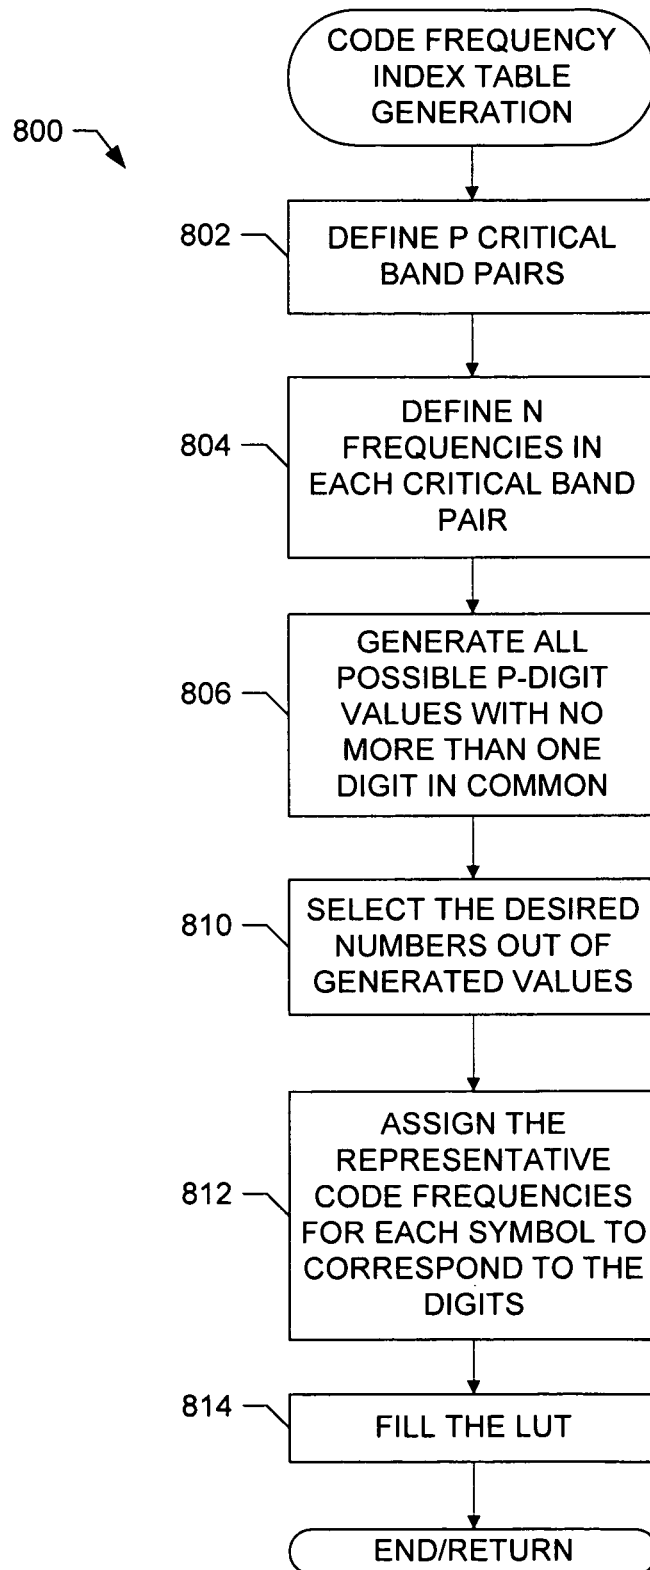 CODE FREQUENCY
INDEX TABLE
GENERATION
800
802
DEFINE P CRITICAL
BAND PAIRS
804
DEFINE N
FREQUENCIES IN
EACH CRITICAL BAND
PAIR
806
GENERATE ALL
POSSIBLE P-DIGIT
VALUES WITH NO
MORE THAN ONE
DIGIT IN COMMON
810
SELECT THE DESIRED
NUMBERS OUT OF
GENERATED VALUES
812
ASSIGN THE
REPRESENTATIVE
CODE FREQUENCIES
FOR EACH SYMBOL TO
CORRESPOND TO THE
DIGITS
814
FILL THE LUT
END/RETURN